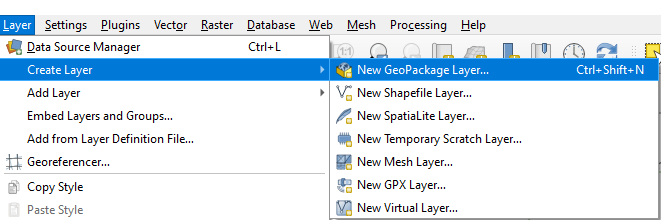 Layer Settings Plugins Vector Raster Database Web Mesh Processing Help
Data Source Manager Ctrl+L
Create Layer
Add Layer
Embed Layers and Groups...
Add from Layer Definition File...
Georeferencer...
Copy Style
Paste Style
New GeoPackage Layer... Ctrl+Shift+N
New Shapefile Layer...
New SpatiaLite Layer...
New Temporary Scratch Layer...
New Mesh Layer...
New GPX Layer...
New Virtual Layer...